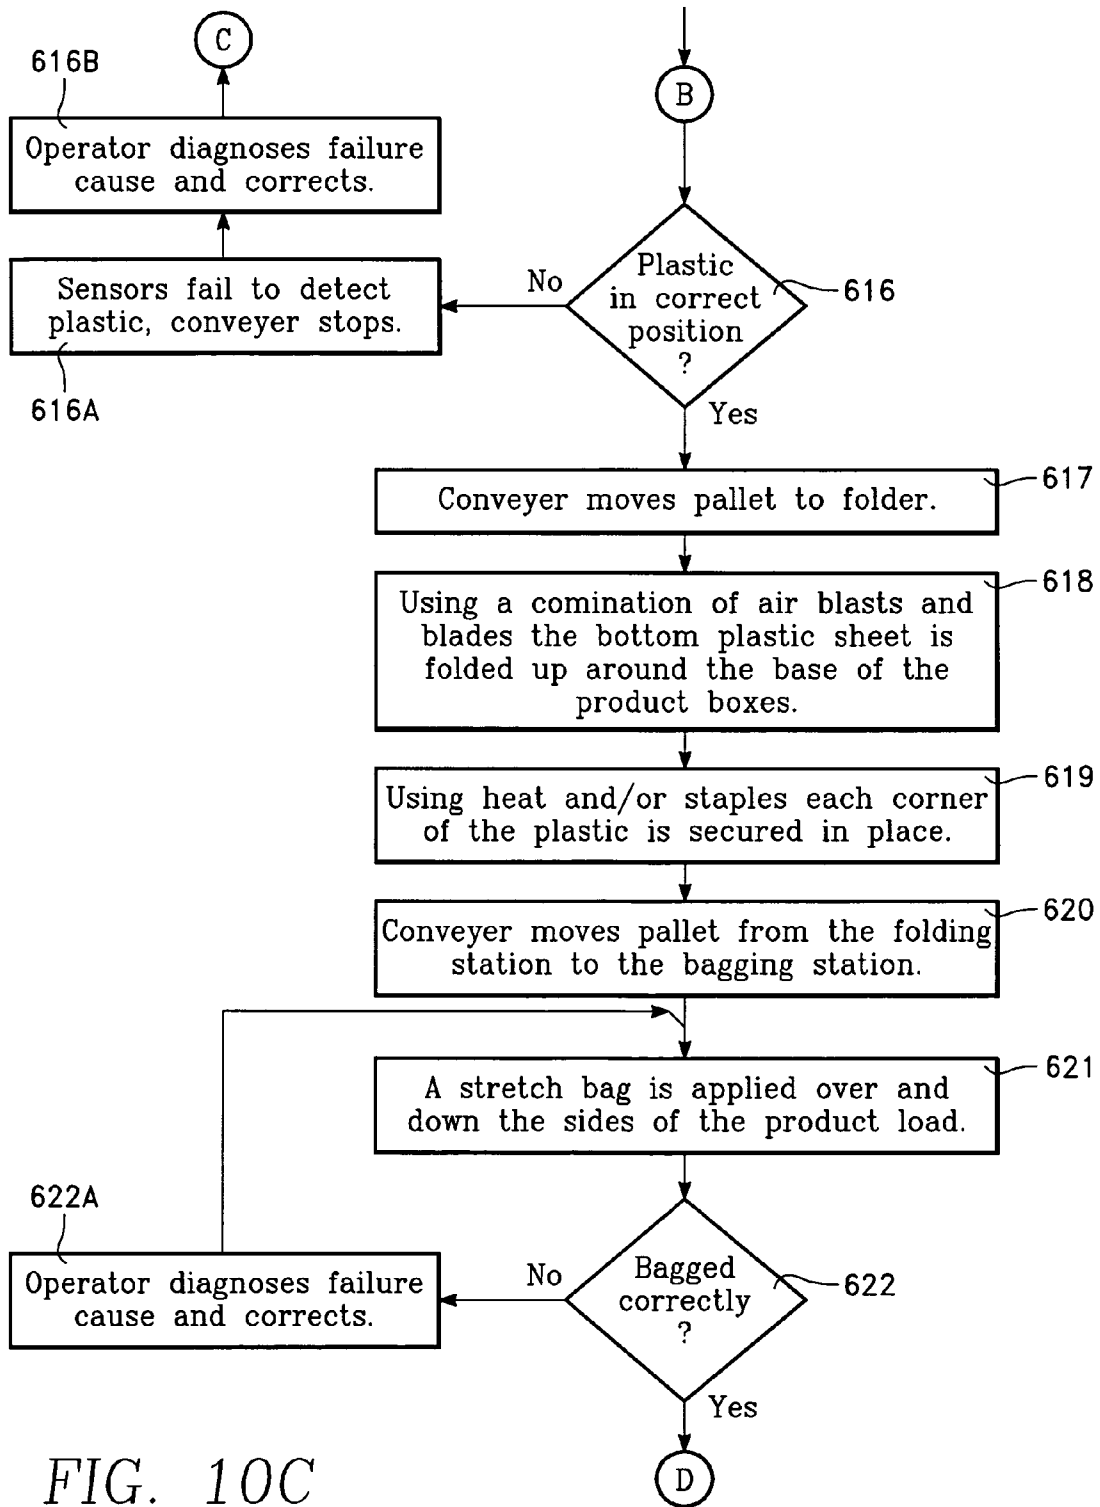 C
616B
Operator diagnoses failure
cause and corrects.
Sensors fail to detect
plastic, conveyer stops.
616A
B
No
Plastic
in correct
position
?
616
Yes
Conveyer moves pallet to folder.
617
Using a comination of air blasts and
blades the bottom plastic sheet is
folded up around the base of the
product boxes.
618
Using heat and/or staples each corner
of the plastic is secured in place.
619
Conveyer moves pallet from the folding
station to the bagging station.
620
A stretch bag is applied over and
down the sides of the product load.
621
622A
Operator diagnoses failure
cause and corrects.
No
Bagged
correctly
?
622
Yes
D
FIG. 10C